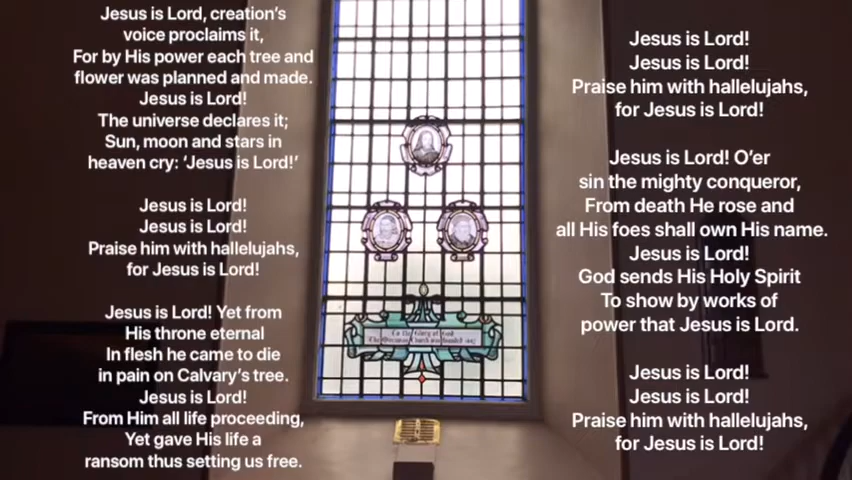 Jesus is Lord, creation’s
voice proclaims it,
For by His power each tree and
flower was planned and made.
Jesus is Lord!
The universe declares it;
Sun, moon and stars in
heaven cry: ‘Jesus is Lord!’
Jesus is Lord!
Jesus is Lord!
Praise him with hallelujahs,
for Jesus is Lord!
Jesus is Lord! Yet from
His throne eternal
In flesh he came to die
in pain on Calvary’s tree.
Jesus is Lord!
From Him all life proceeding,
Yet gave His life a
ransom thus setting us free.
Jesus is Lord!
Jesus is Lord!
Praise him with hallelujahs,
for Jesus is Lord!
Jesus is Lord! O’er
sin the mighty conqueror,
From death He rose and
all His foes shall own His name.
Jesus is Lord!
God sends His Holy Spirit
To show by works of
power that Jesus is Lord.
Jesus is Lord!
Jesus is Lord!
Praise him with hallelujahs,
for Jesus is Lord!
To the Glory of God
Church was founded